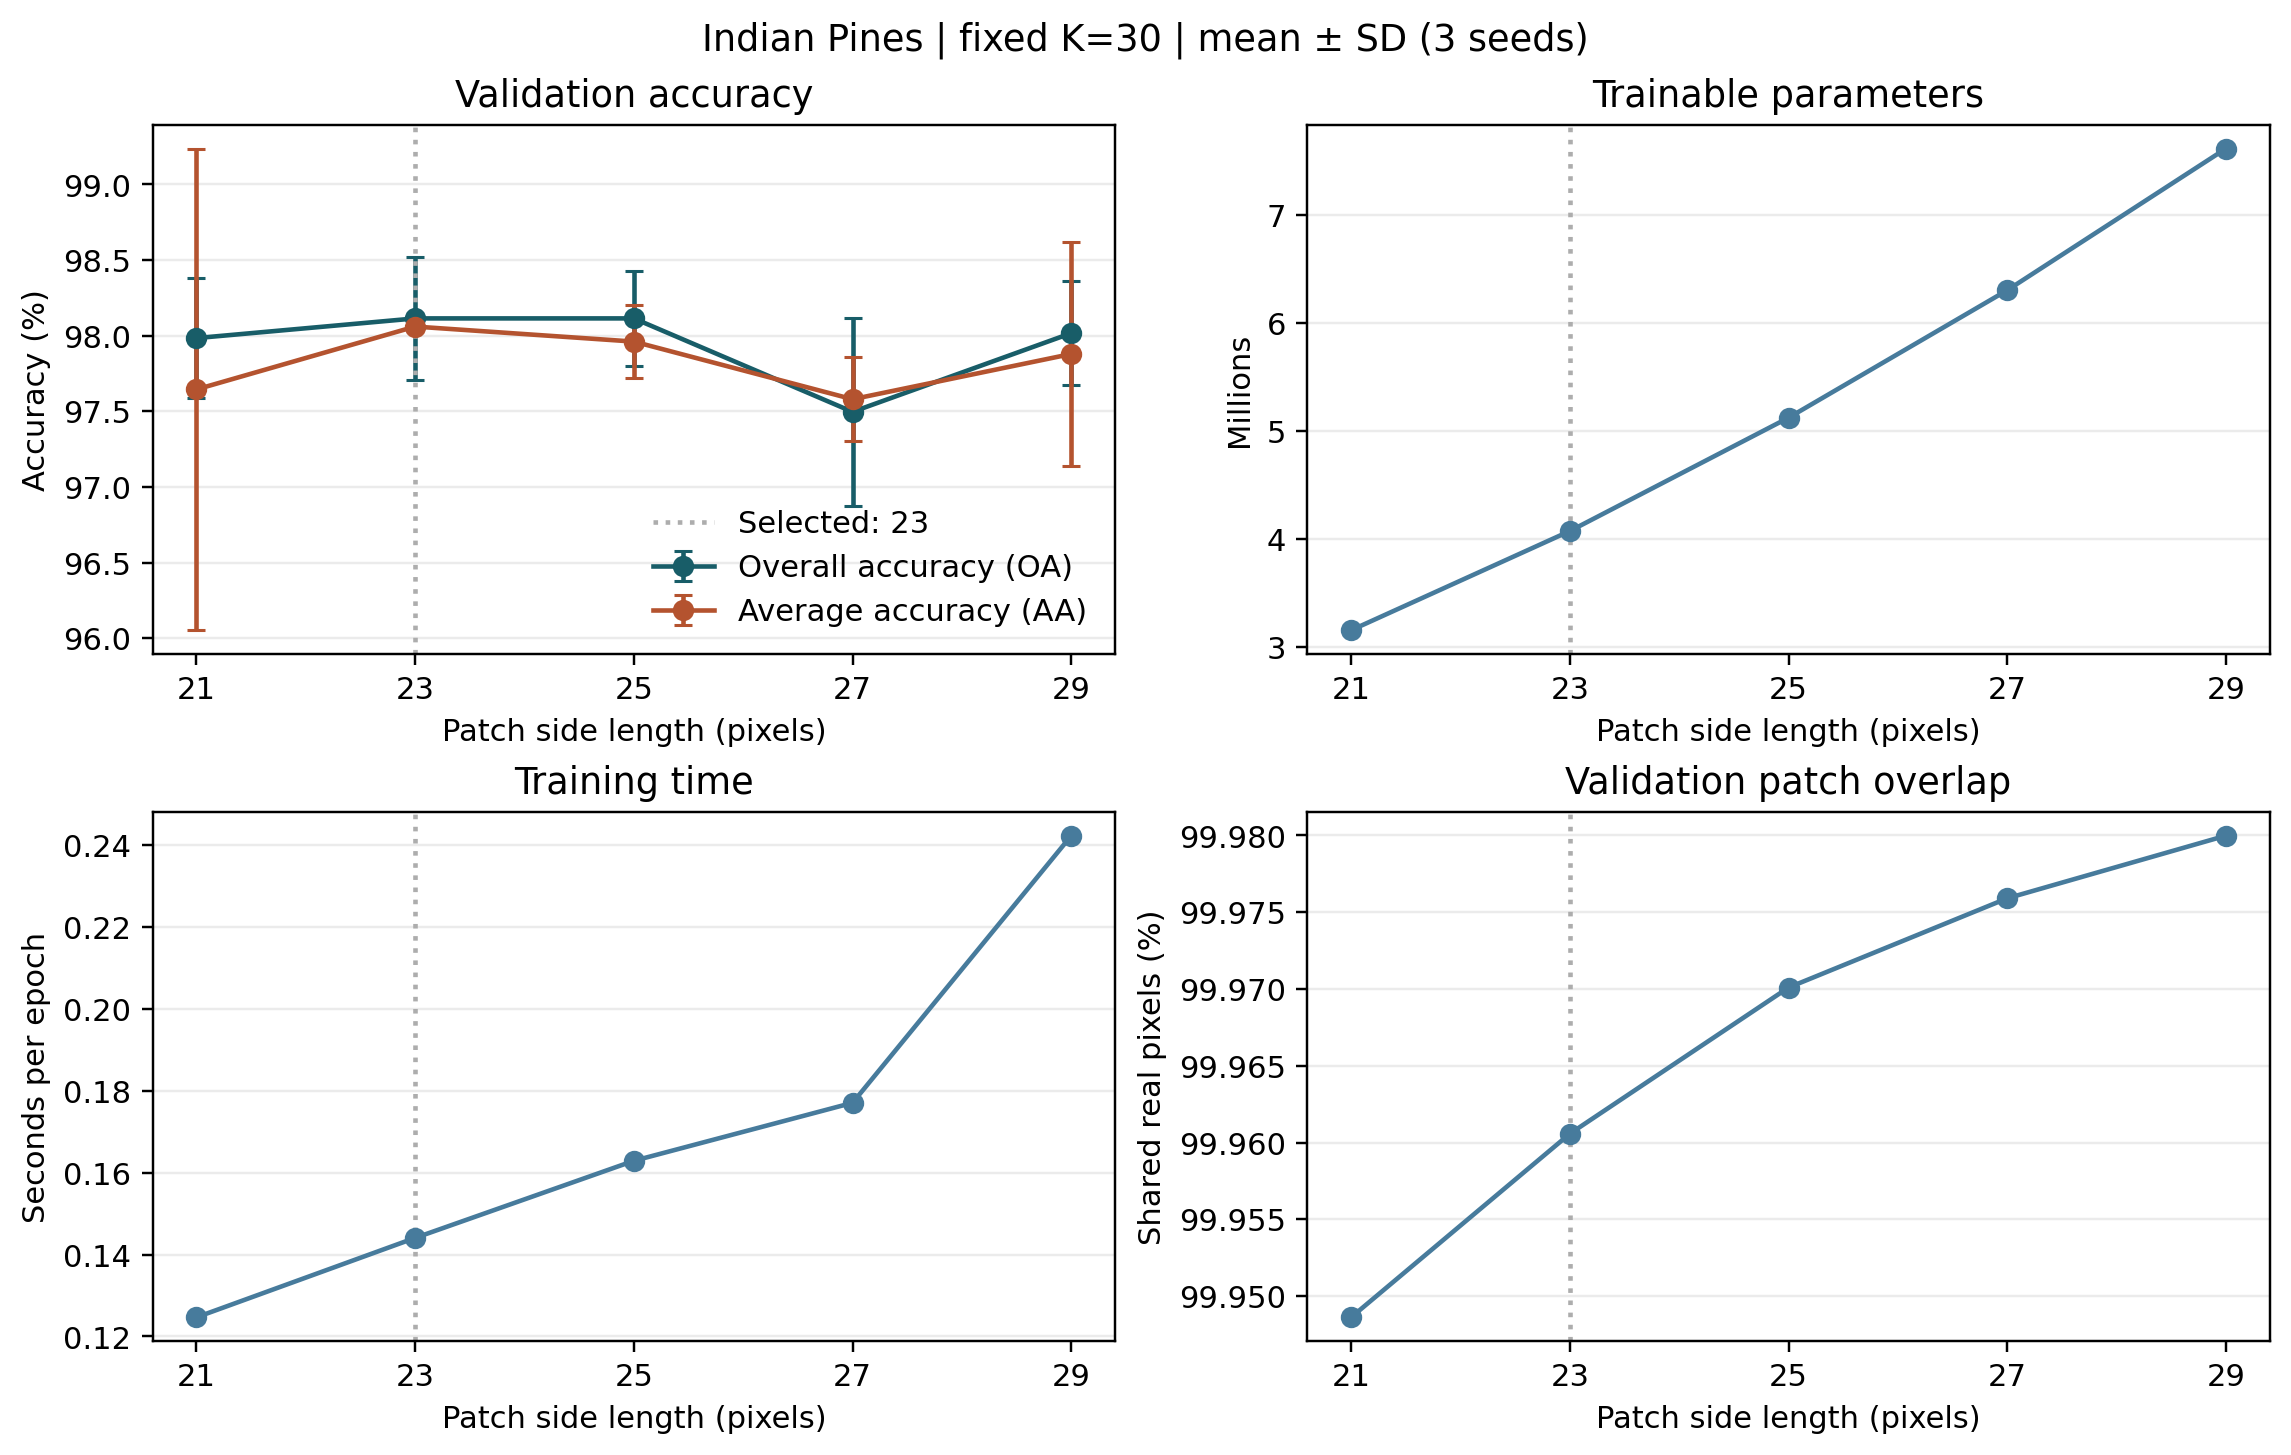 Indian Pines | fixed K=30 | mean ± SD (3 seeds)
Validation accuracy
Accuracy (%)
99.0
98.5
98.0
97.5
97.0
96.5
96.0
Selected: 23
Overall accuracy (OA)
Average accuracy (AA)
21 23 25 27 29
Patch side length (pixels)
Trainable parameters
Millions
7
6
5
4
3
21 23 25 27 29
Patch side length (pixels)
Training time
Seconds per epoch
0.24
0.22
0.20
0.18
0.16
0.14
0.12
21 23 25 27 29
Patch side length (pixels)
Validation patch overlap
Shared real pixels (%)
99.980
99.975
99.970
99.965
99.960
99.955
99.950
21 23 25 27 29
Patch side length (pixels)